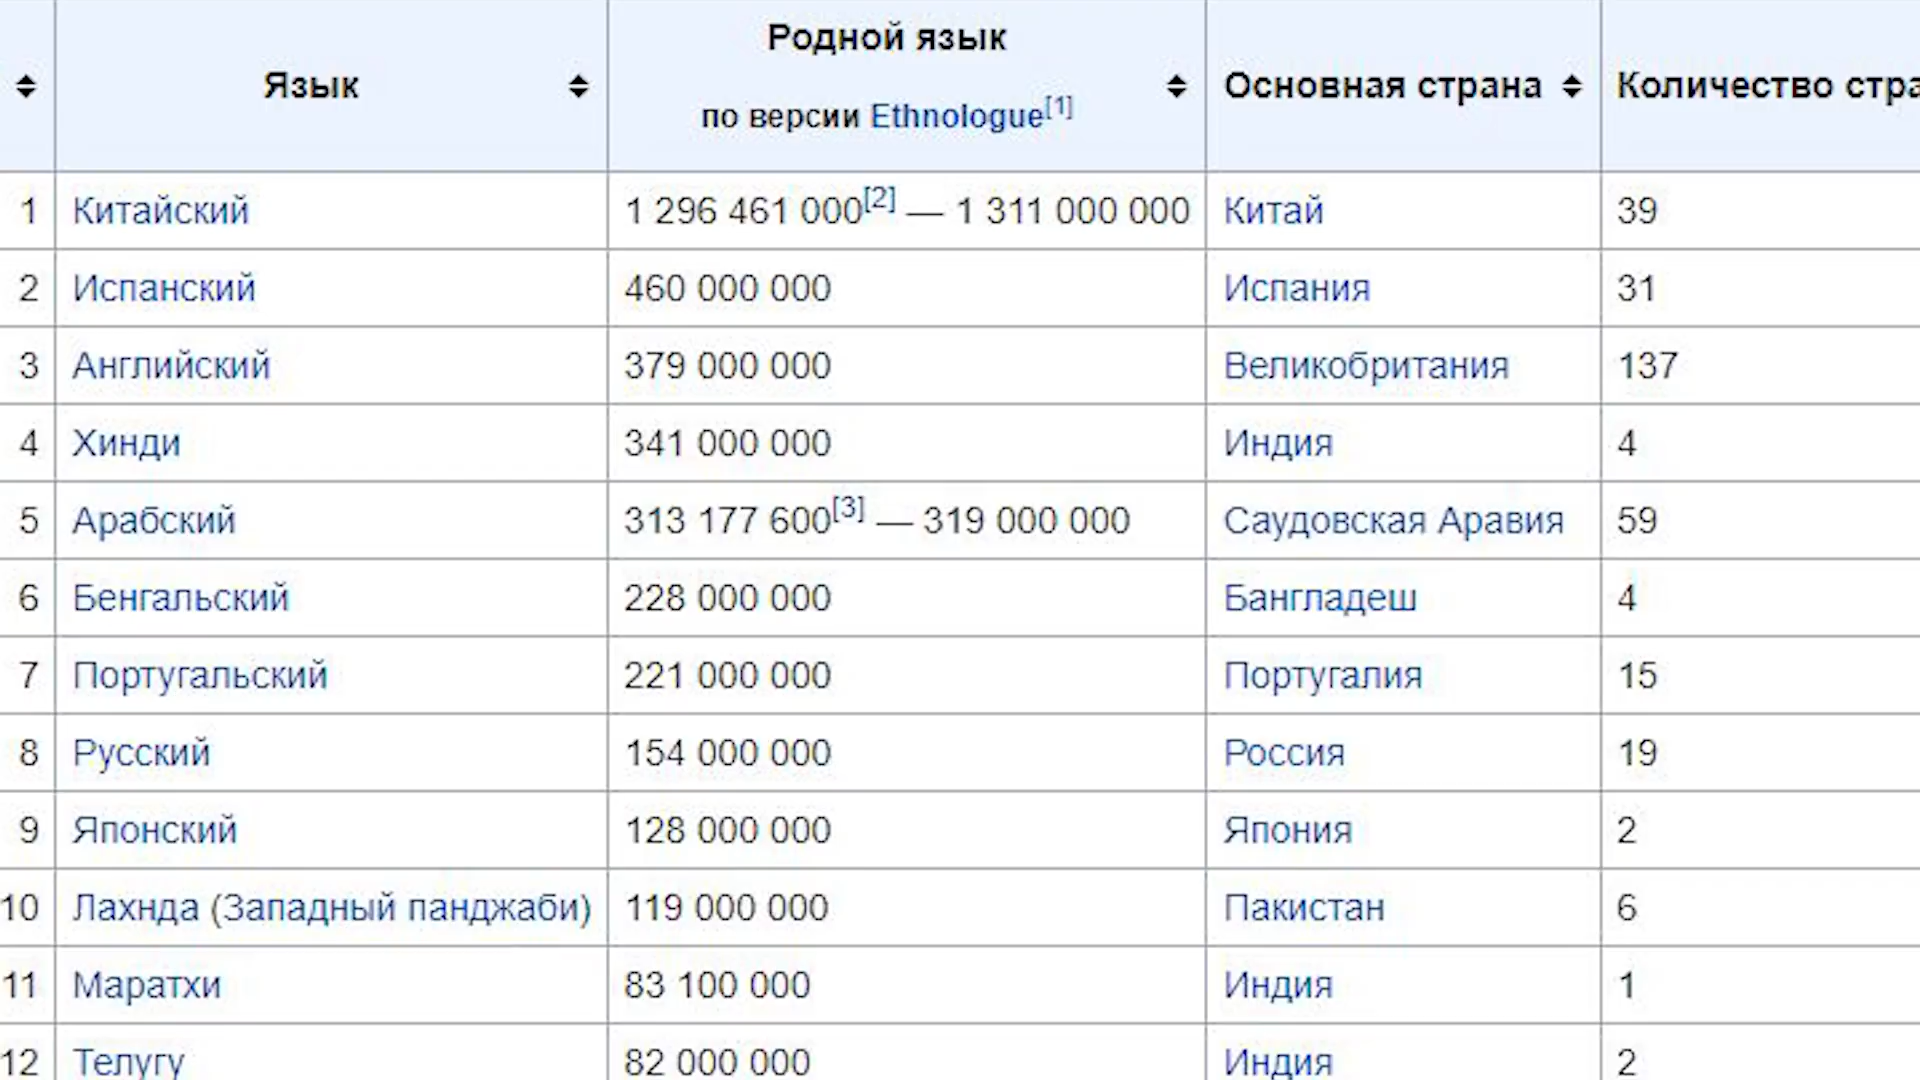 Язык Родной язык по версии Ethnologue[1] Основная страна Количество
1 Китайский 1 296 461 000[2] — 1 311 000 000 Китай 39
2 Испанский 460 000 000 Испания 31
3 Английский 379 000 000 Великобритания 137
4 Хинди 341 000 000 Индия 4
5 Арабский 313 177 600[3] — 319 000 000 Саудовская Аравия 59
6 Бенгальский 228 000 000 Бангладеш 4
7 Португальский 221 000 000 Португалия 15
8 Русский 154 000 000 Россия 19
9 Японский 128 000 000 Япония 2
10 Лахнда (Западный панджаби) 119 000 000 Пакистан 6
11 Маратхи 83 100 000 Индия 1
12 Телугу 82 000 000 Индия 2